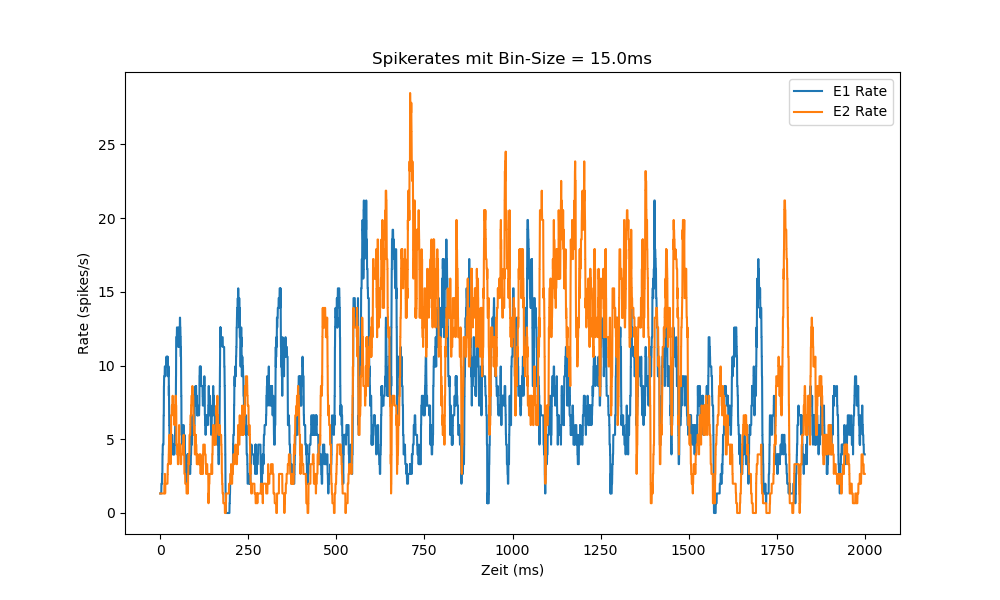 Spikerates mit Bin-Size = 15.0ms
E1 Rate
E2 Rate
Rate (spikes/s)
25
20
15
10
5
0
0 250 500 750 1000 1250 1500 1750 2000
Zeit (ms)